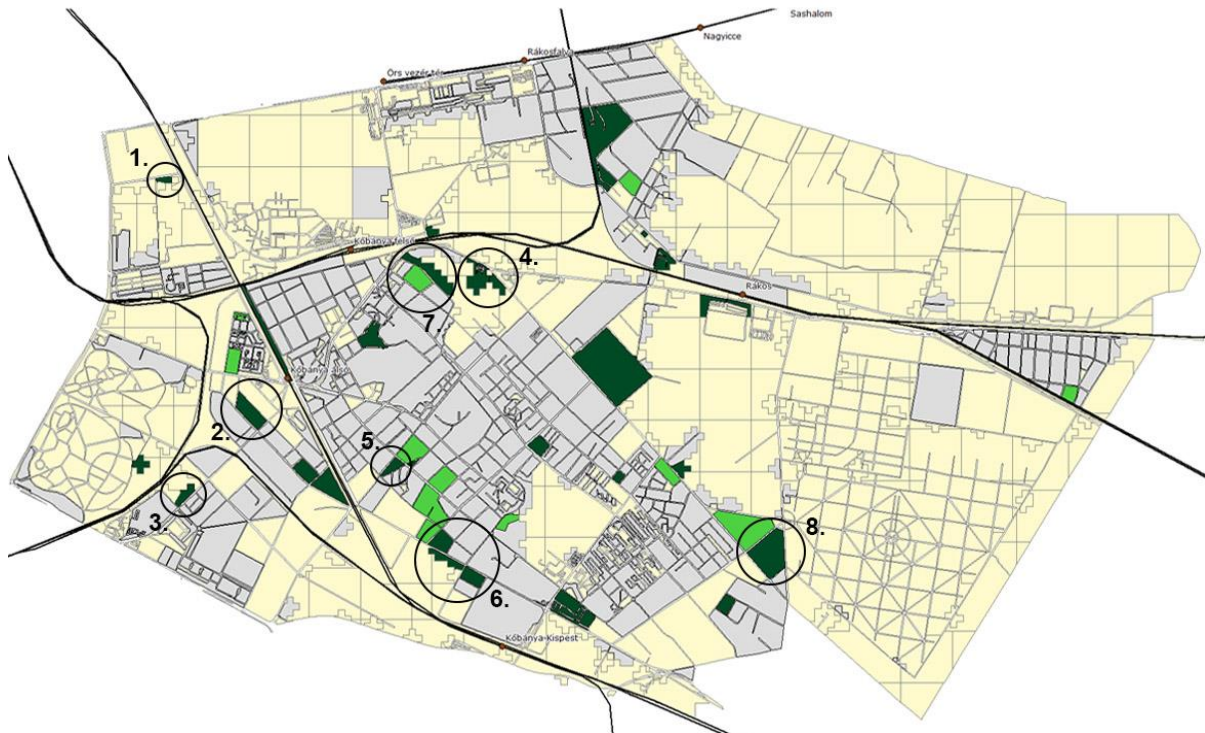 Sashalom
Nagyicce
Rákosfalva
Örs vezér tér
1.
Kőbánya felső
4.
7.
Rákos
Kőbánya alsó
2.
5.
3.
8.
6.
Kőbánya-Kispest